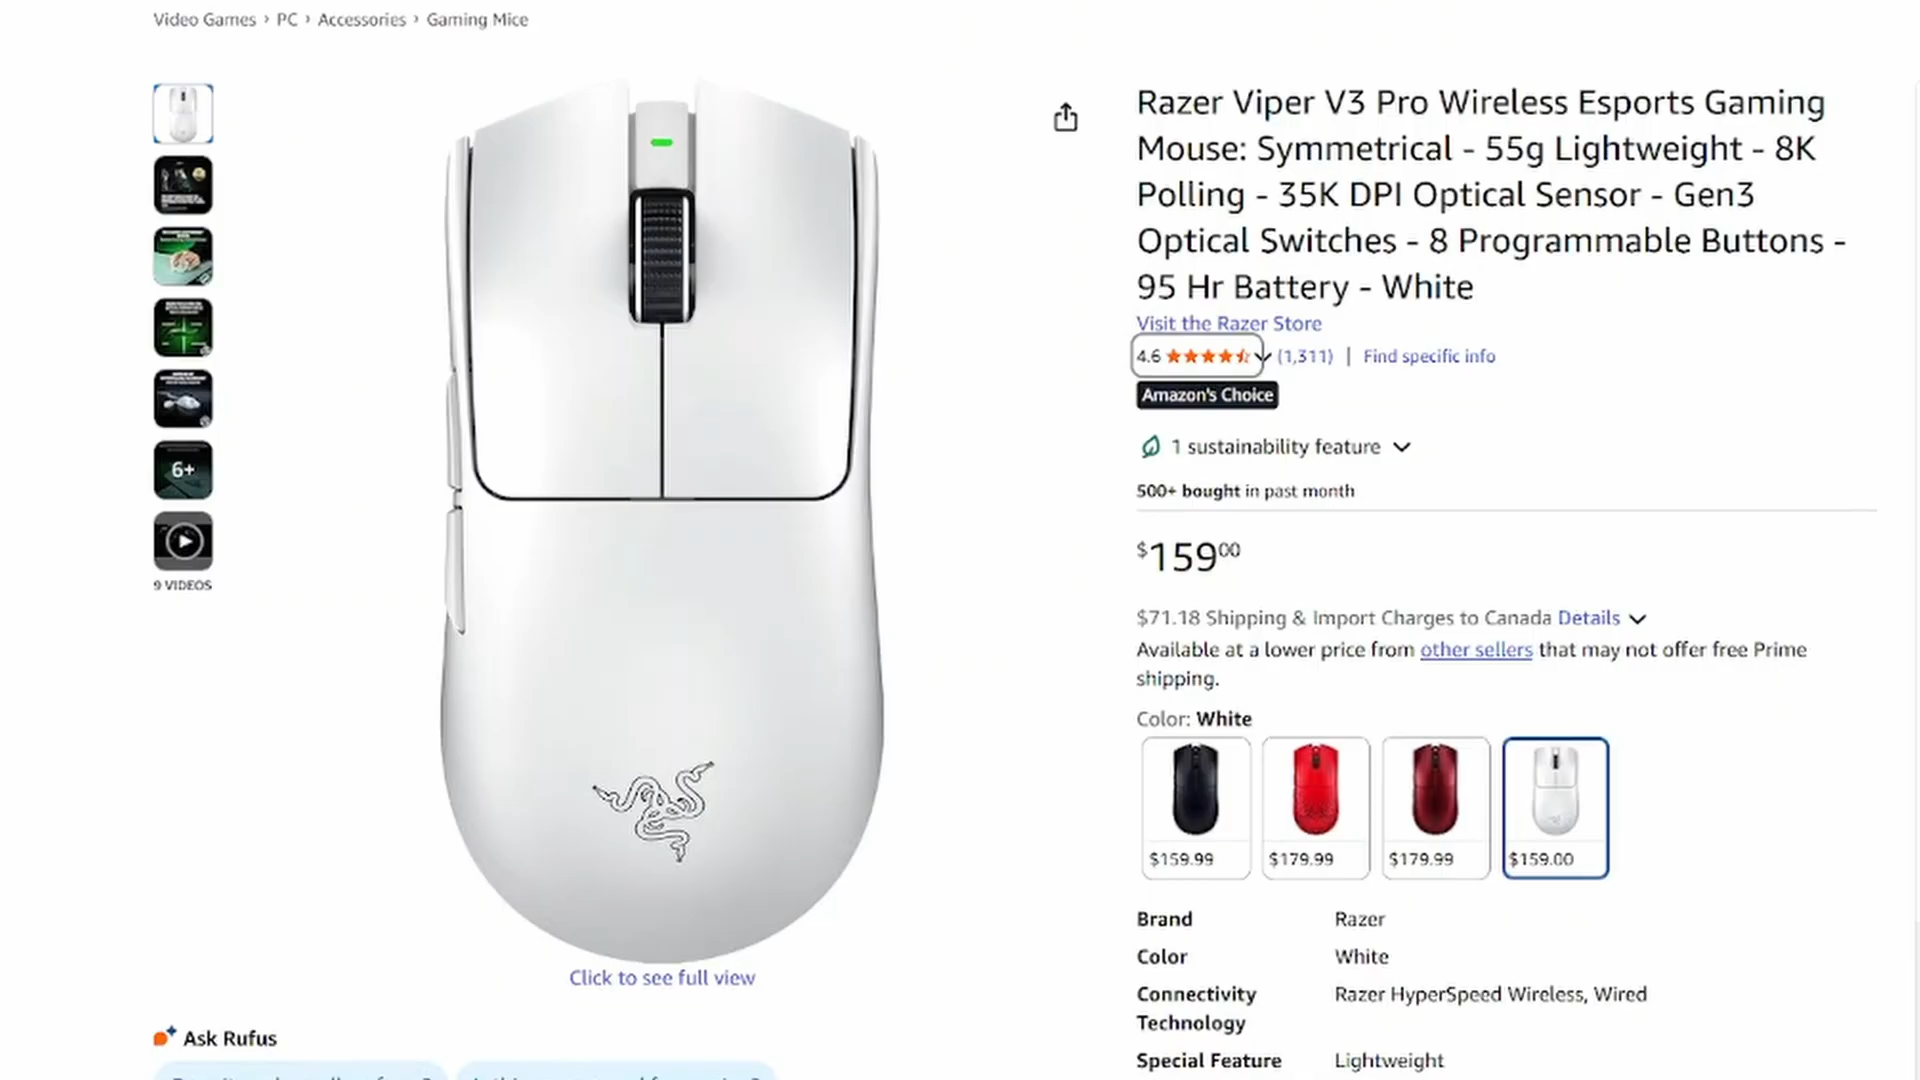 Video Games › PC › Accessories › Gaming Mice
Razer Viper V3 Pro Wireless Esports Gaming
Mouse: Symmetrical - 55g Lightweight - 8K
Polling - 35K DPI Optical Sensor - Gen3
Optical Switches - 8 Programmable Buttons -
95 Hr Battery - White
Visit the Razer Store
4.6 (1,311) | Find specific info
Amazon's Choice
1 sustainability feature
500+ bought in past month
$15900
$71.18 Shipping & Import Charges to Canada Details
Available at a lower price from other sellers that may not offer free Prime
shipping.
Color: White
$159.99 $179.99 $179.99 $159.00
Brand Razer
Color White
Connectivity Technology Razer HyperSpeed Wireless, Wired
Special Feature Lightweight
6+
9 VIDEOS
Click to see full view
Ask Rufus